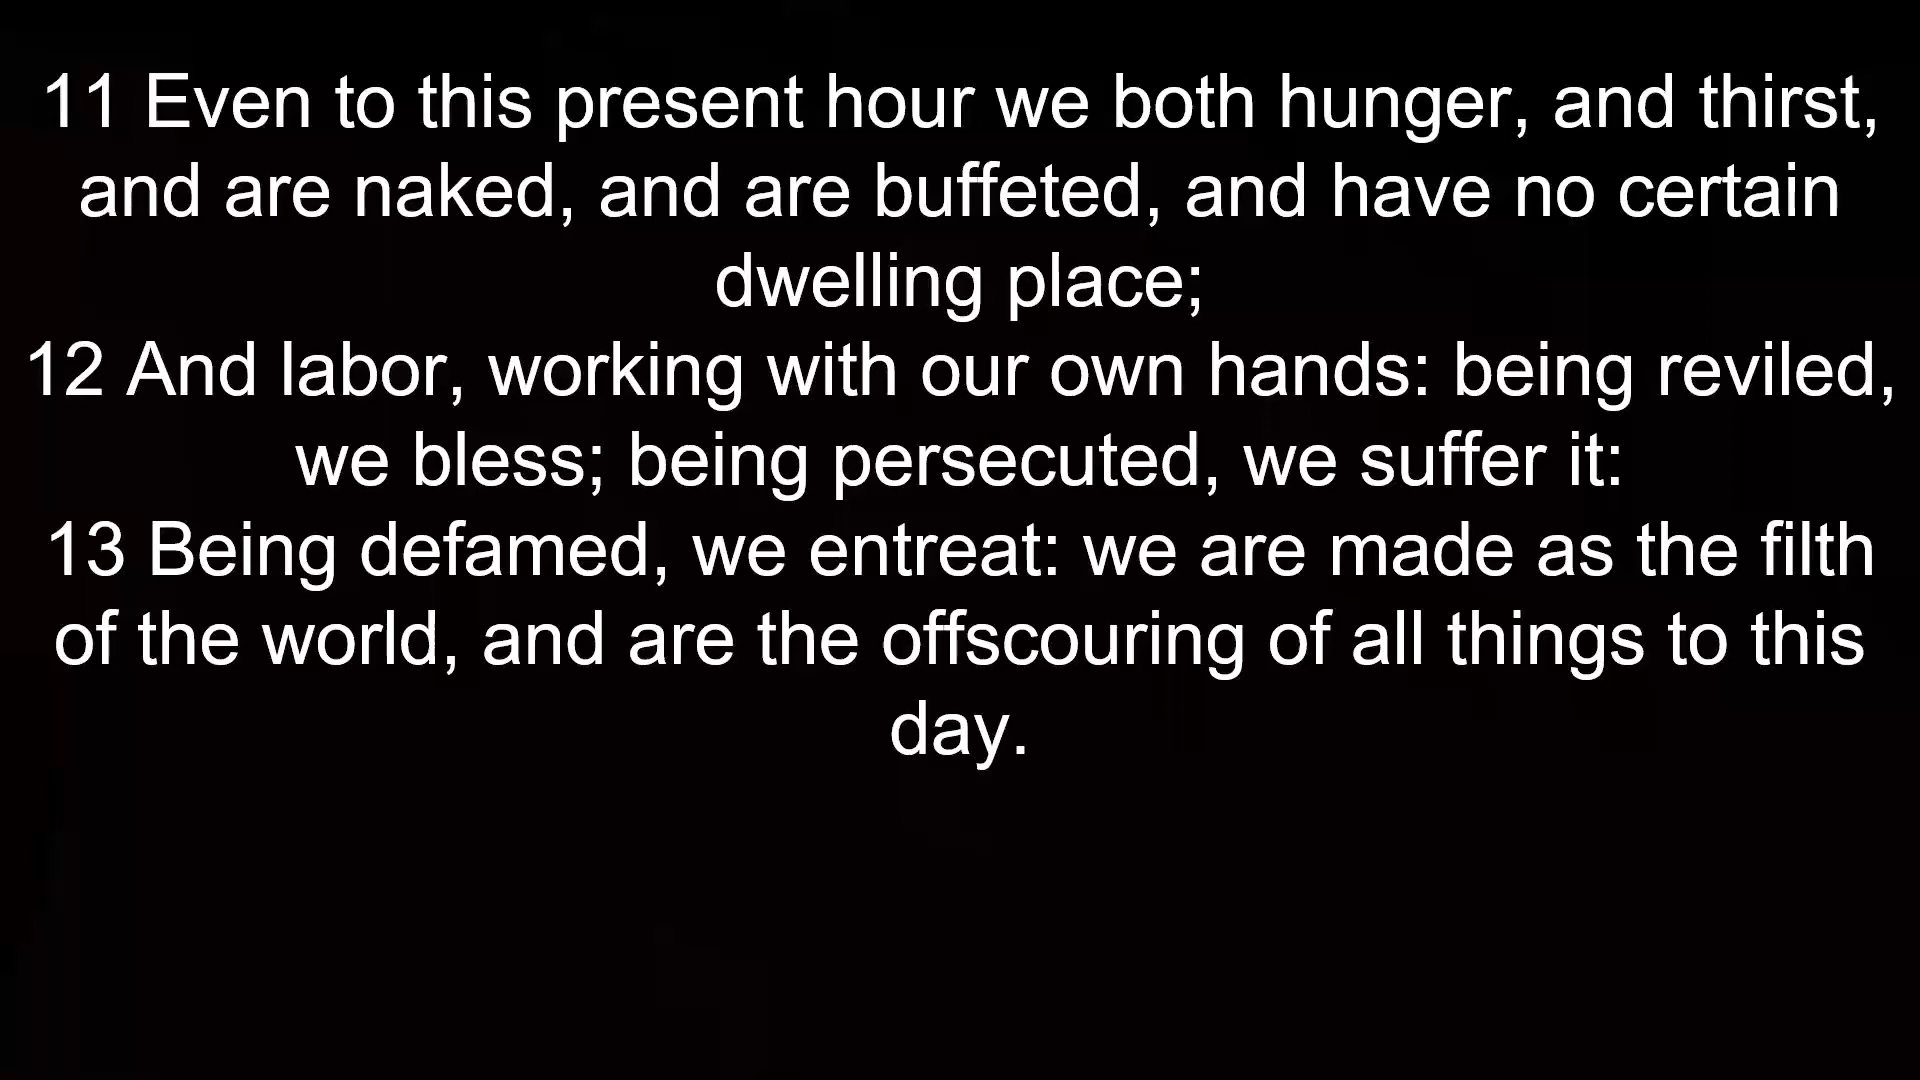 11 Even to this present hour we both hunger, and thirst,
and are naked, and are buffeted, and have no certain
dwelling place;
12 And labor, working with our own hands: being reviled,
we bless; being persecuted, we suffer it:
13 Being defamed, we entreat: we are made as the filth
of the world, and are the offscouring of all things to this
day.